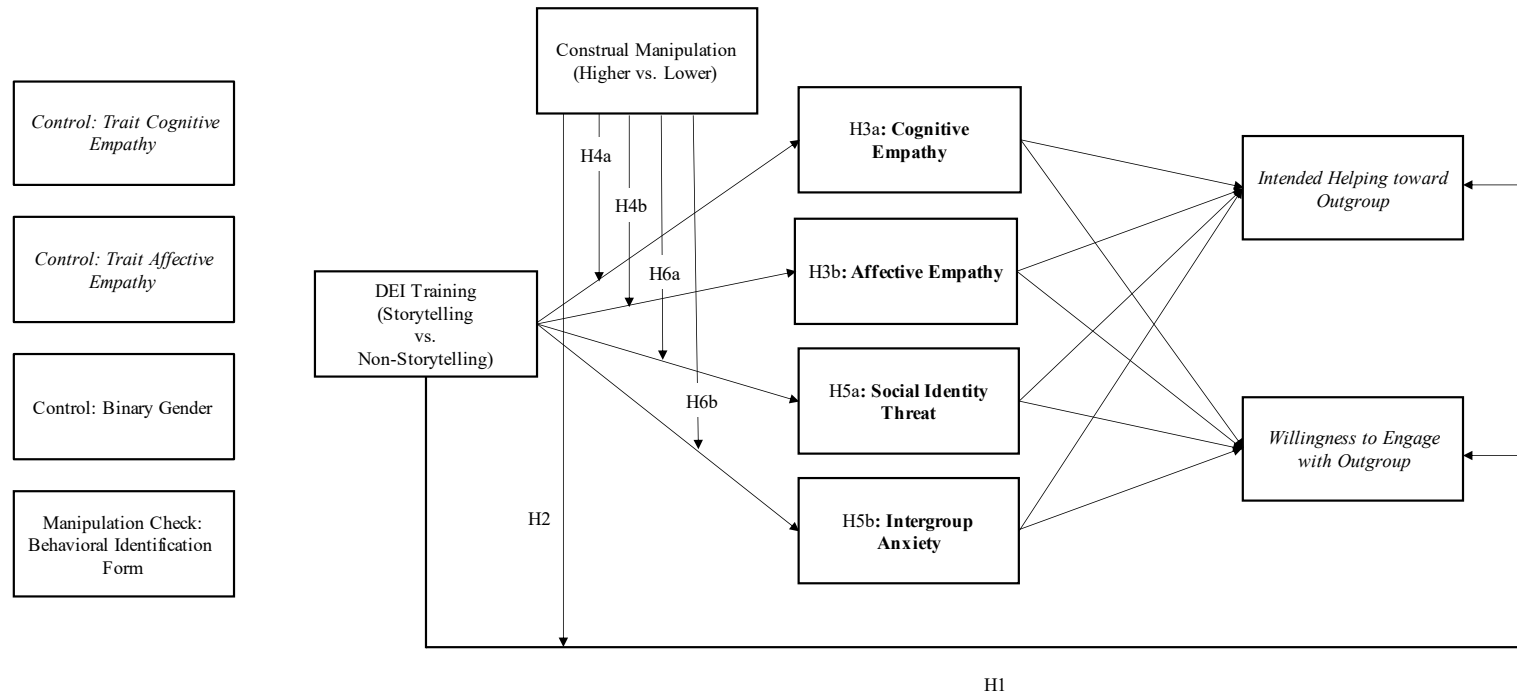 Construal Manipulation
(Higher vs. Lower)
Control: Trait Cognitive
Empathy
Control: Trait Affective
Empathy
Control: Binary Gender
Manipulation Check:
Behavioral Identification
Form
DEI Training
(Storytelling
vs.
Non-Storytelling)
H4a
H4b
H6a
H6b
H2
H3a: Cognitive
Empathy
H3b: Affective Empathy
H5a: Social Identity
Threat
H5b: Intergroup
Anxiety
Intended Helping toward
Outgroup
Willingness to Engage
with Outgroup
H1